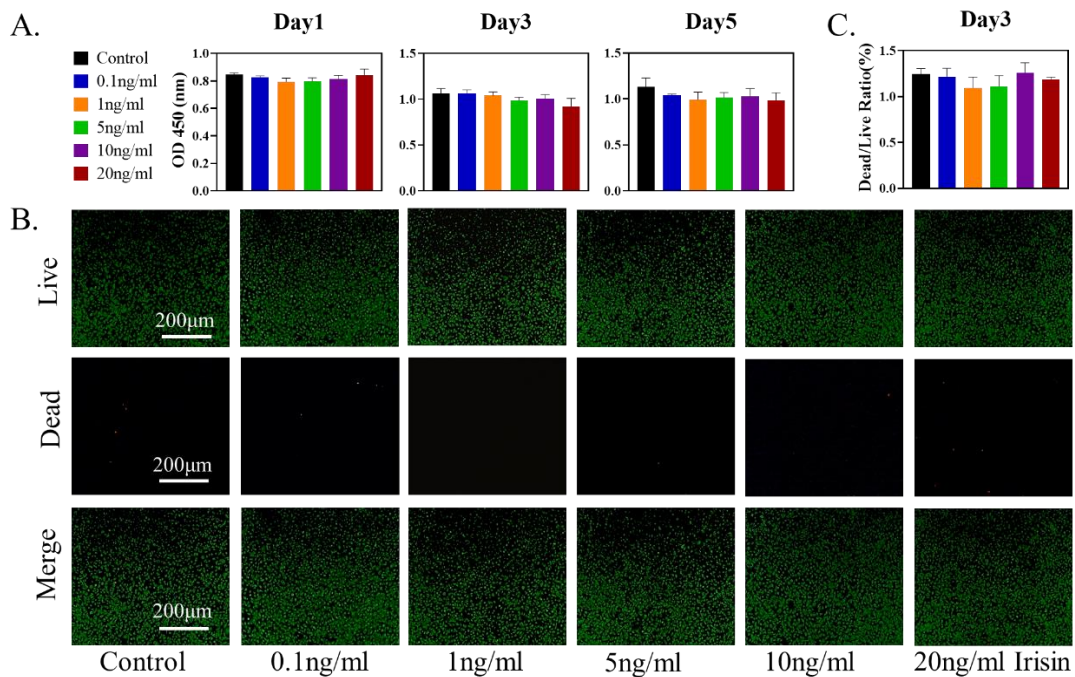 A.
Day1
Day3
Day5
C.
Day3
Control
0.1ng/ml
1ng/ml
5ng/ml
10ng/ml
20ng/ml
OD 450 (nm)
1.0
0.8
0.6
0.4
0.2
0.0
1.5
1.0
0.5
0.0
1.5
1.0
0.5
0.0
Dead/Live Ratio(%)
1.5
1.0
0.5
0.0
B.
Live
200μm
Dead
200μm
Merge
200μm
Control
0.1ng/ml
1ng/ml
5ng/ml
10ng/ml
20ng/ml Irisin